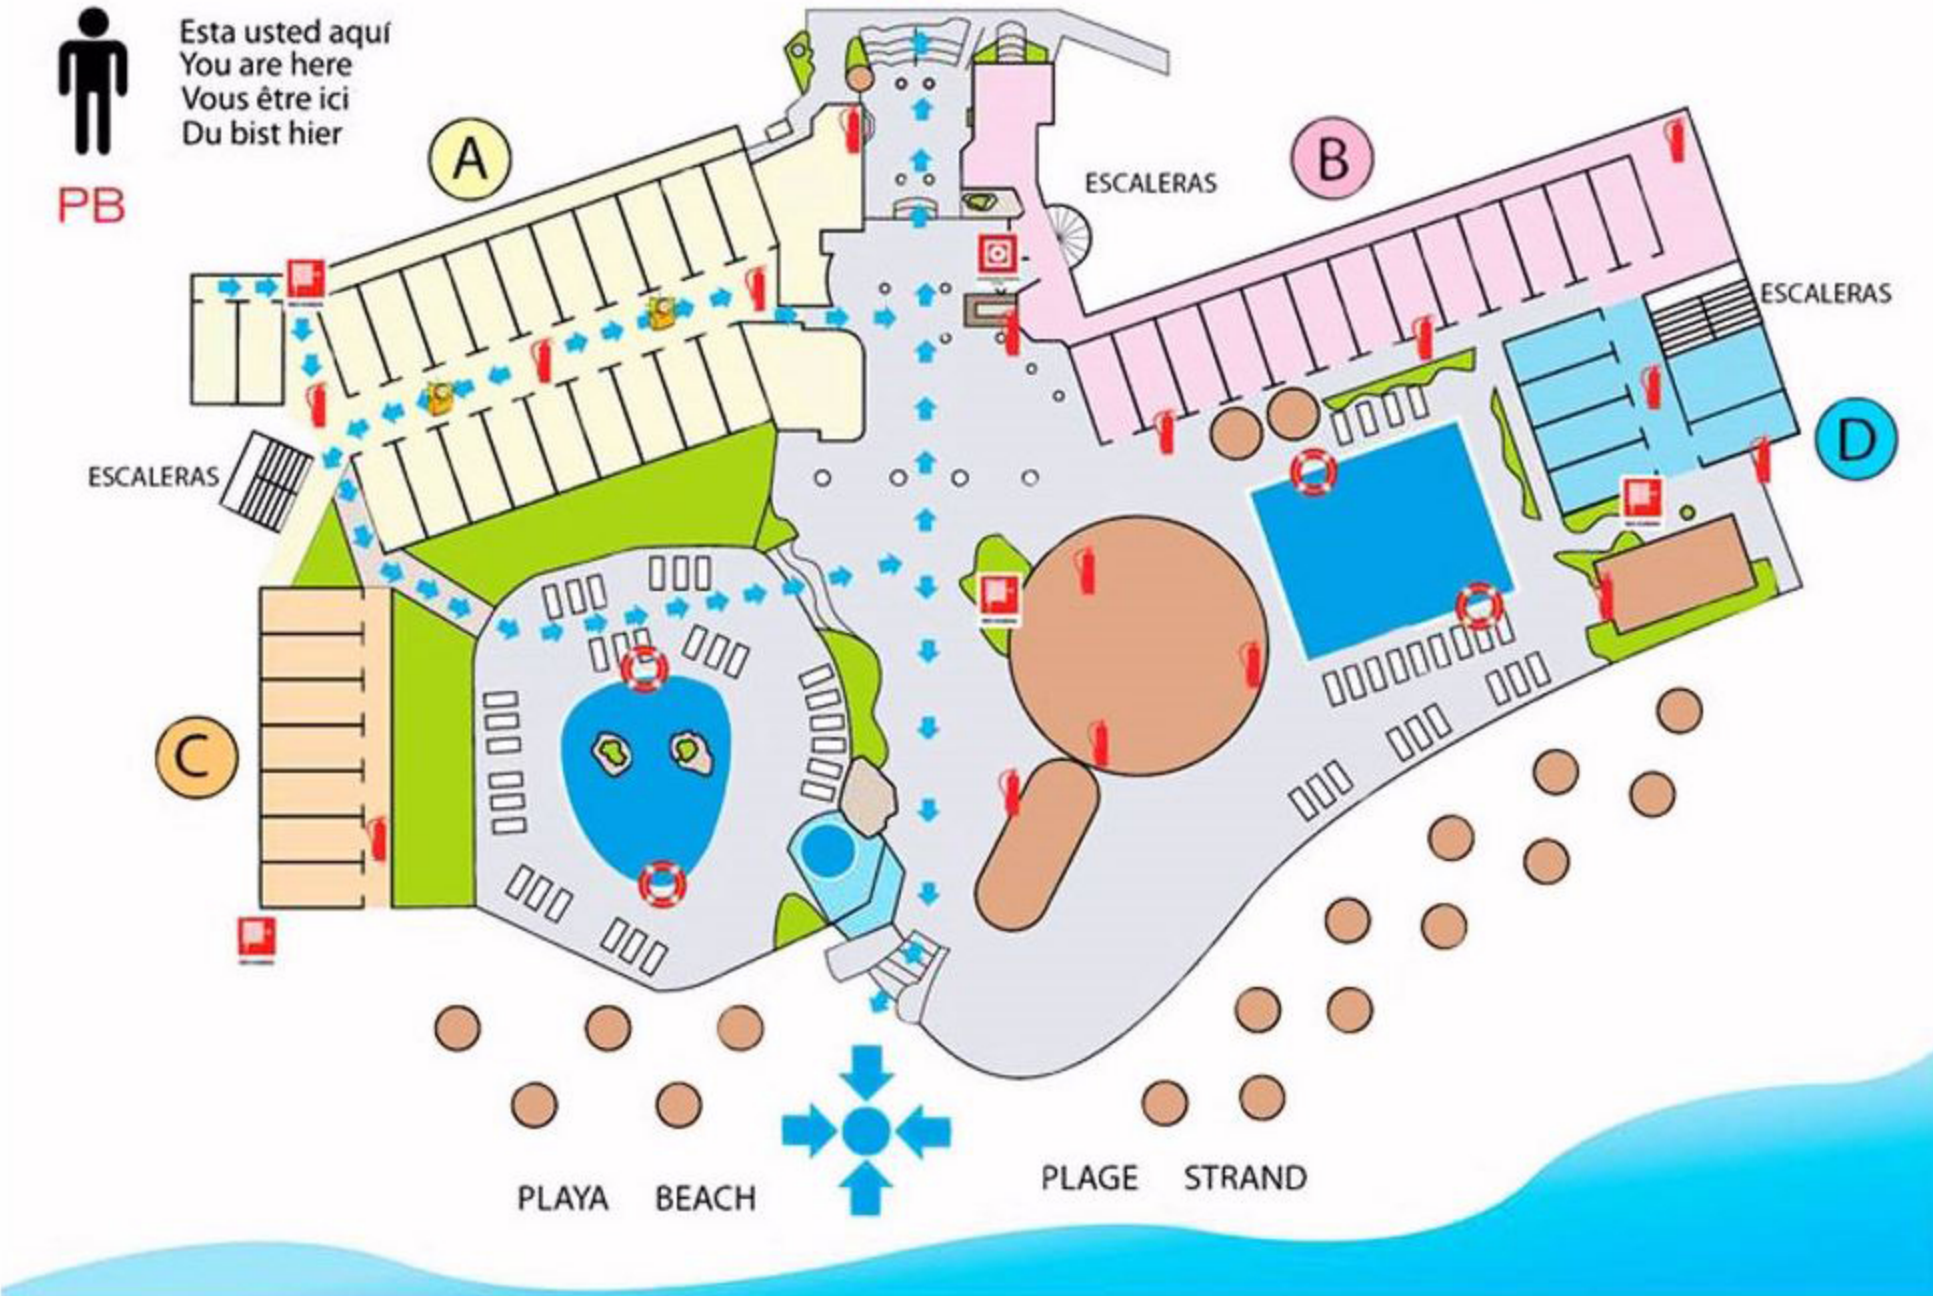 Esta usted aquí
You are here
Vous être ici
Du bist hier
PB
A
B
ESCALERAS
ESCALERAS
ESCALERAS
D
C
PLAYA BEACH
PLAGE STRAND